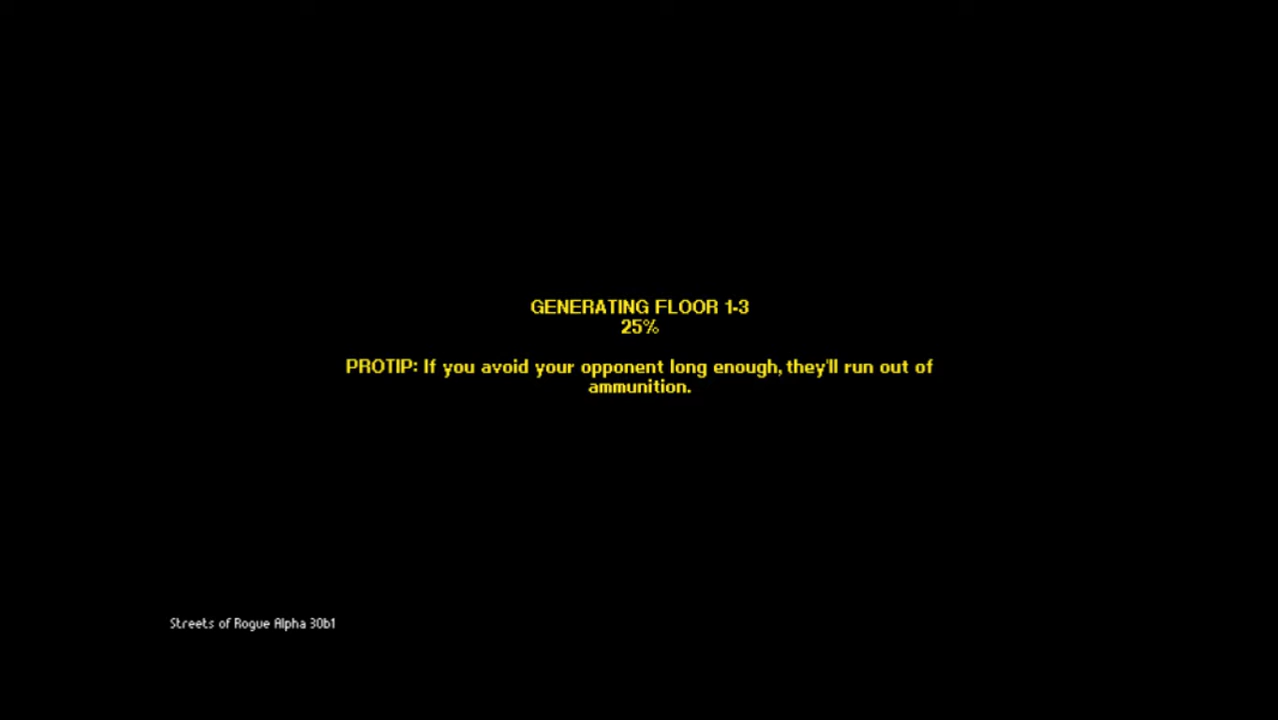 GENERATING FLOOR 1-3
25%
PROTIP: If you avoid your opponent long enough, they'll run out of
ammunition.
Streets of Rogue Alpha 30b1